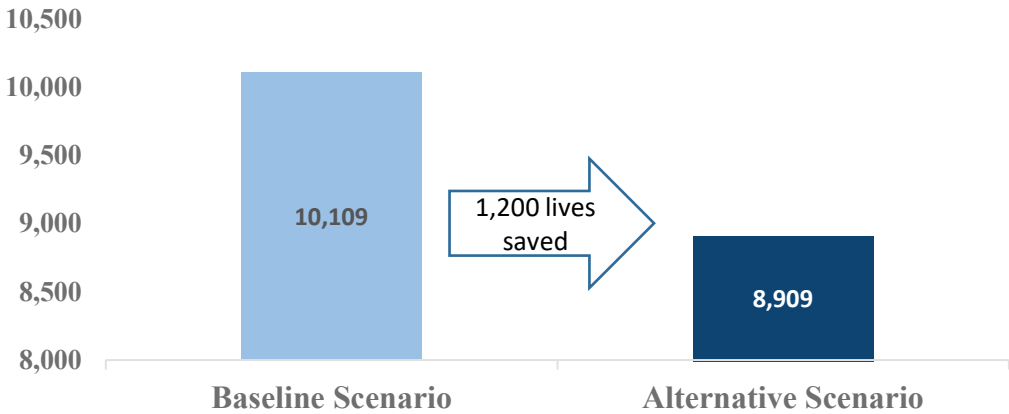 10,500
10,000
9,500
9,000
8,500
8,000
10,109
1,200 lives
saved
8,909
Baseline Scenario
Alternative Scenario